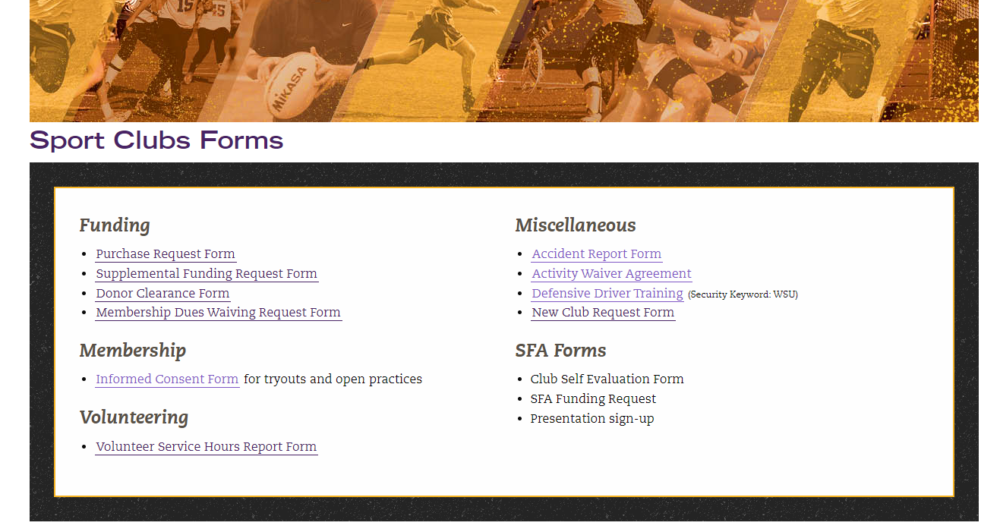 15
15
MIKASA
Sport Clubs Forms
Funding
Purchase Request Form
Supplemental Funding Request Form
Donor Clearance Form
Membership Dues Waiving Request Form
Membership
Informed Consent Form for tryouts and open practices
Volunteering
Volunteer Service Hours Report Form
Miscellaneous
Accident Report Form
Activity Waiver Agreement
Defensive Driver Training (Security Keyword: WSU)
New Club Request Form
SFA Forms
Club Self Evaluation Form
SFA Funding Request
Presentation sign-up